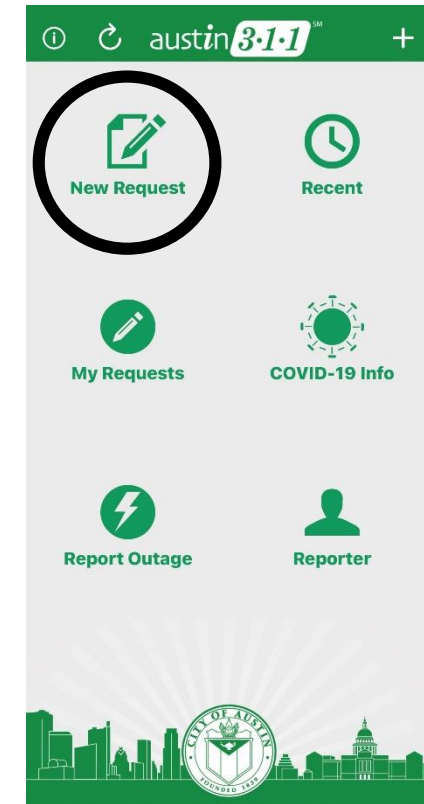 austin 3·1·1 SM
New Request
Recent
My Requests
COVID-19 Info
Report Outage
Reporter
CITY OF AUSTIN
FOUNDED 1839